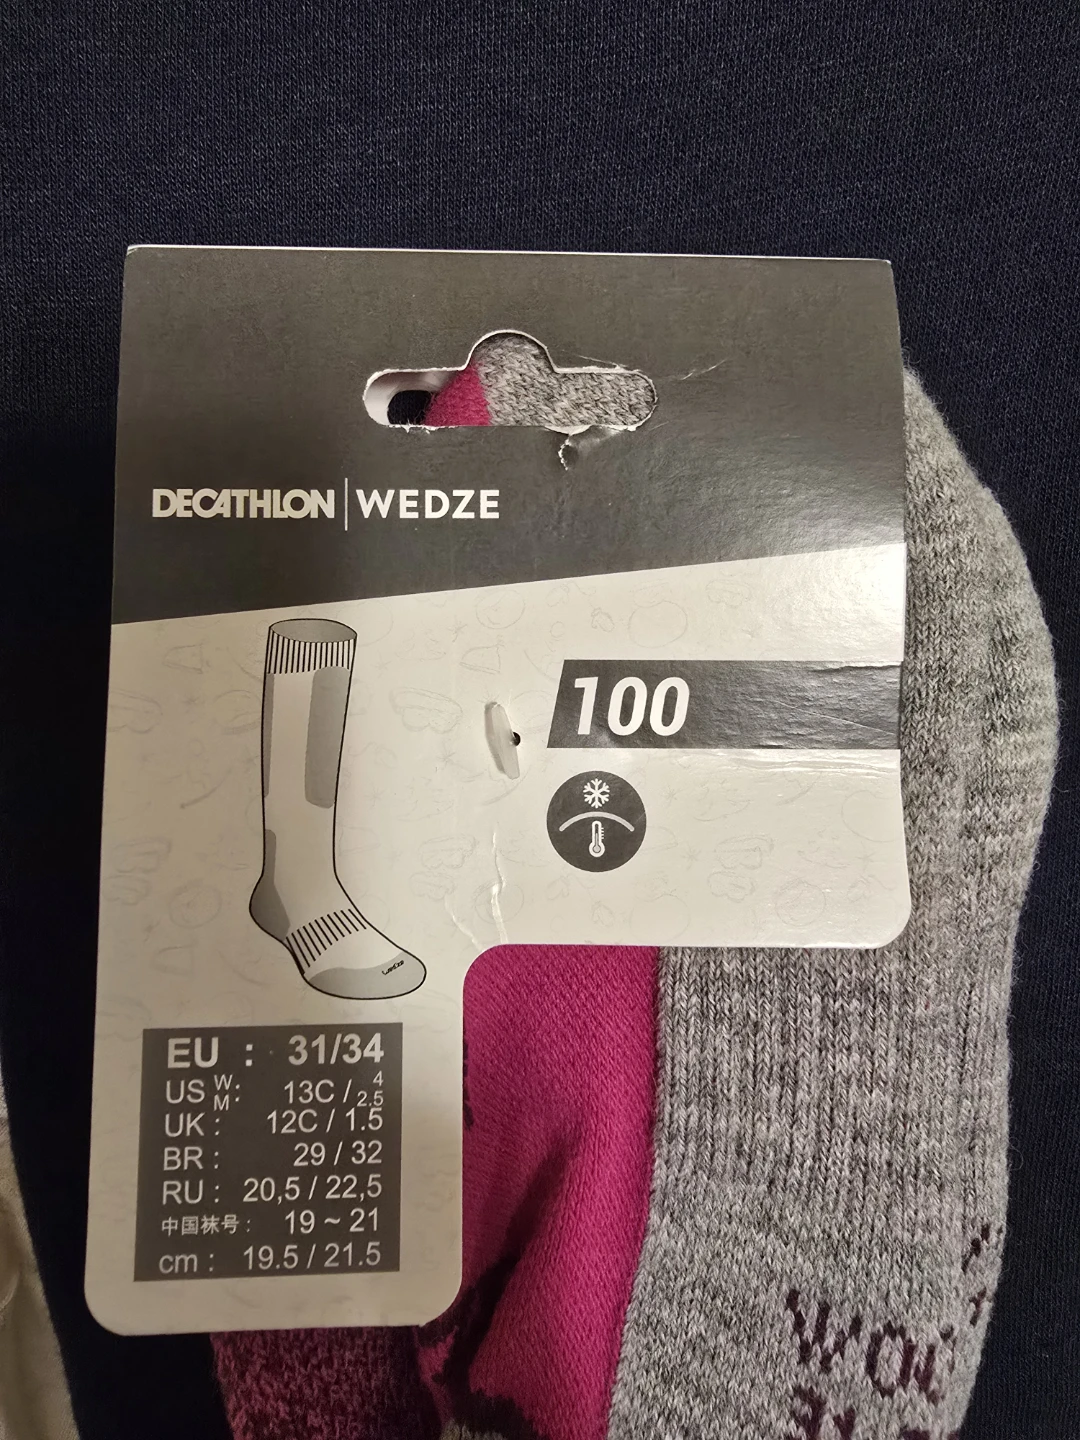 DECATHLON | WEDZE
100
wedze
EU : 31/34
US W: M: 13C / 4 2.5
UK : 12C / 1.5
BR : 29 / 32
RU : 20,5 / 22,5
中国袜号 : 19 ~ 21
cm : 19.5 / 21.5